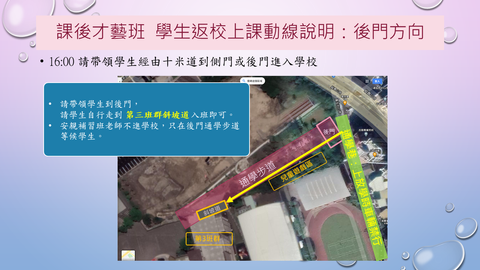 課後才藝班 學生返校上課動線說明：後門方向
• 16:00 請帶領學生經由十米道到側門或後門進入學校
• 請帶領學生到後門，
請學生自行走到 第三班群斜坡道入班即可。
• 安親補習班老師不進學校，只在後門通學步道
等候學生。
後門
通學步道
兒童遊戲區
斜坡道
第3班群